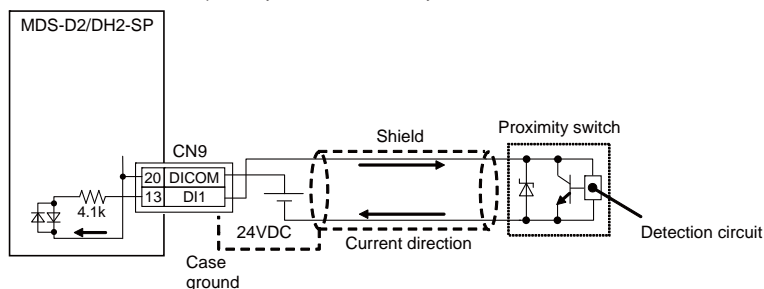 MDS-D2/DH2-SP
CN9
20 DICOM
13 DI1
4.1k
24VDC
Case
ground
Shield
Current direction
Proximity switch
Detection circuit